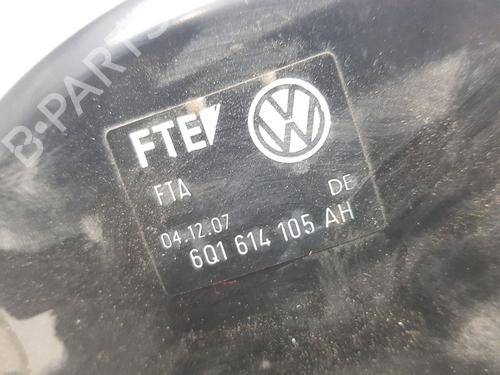 B-PARTS
FTE
FTA DE
04.12.07
6Q1 614 105 AH